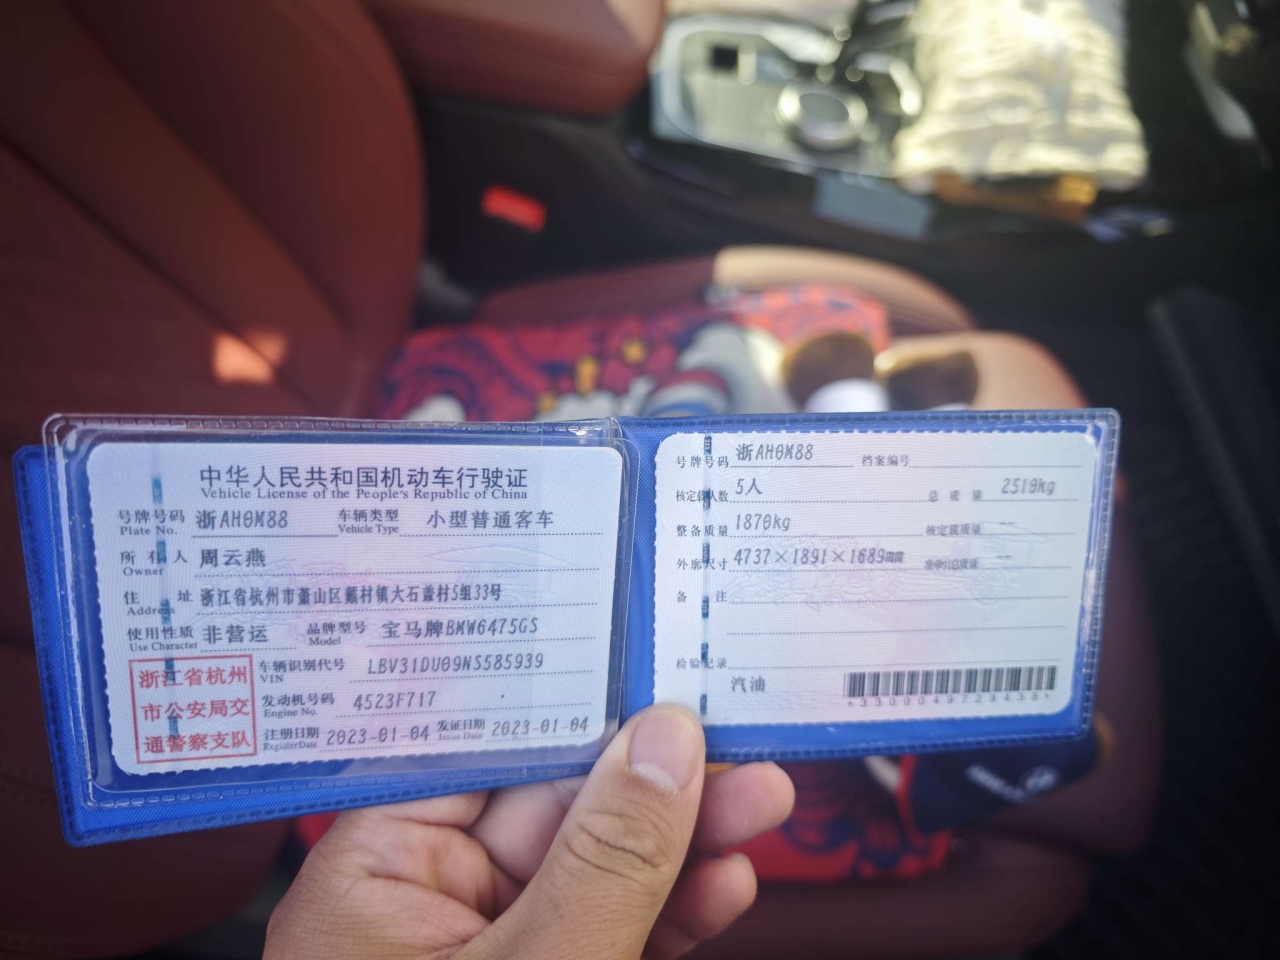 中华人民共和国机动车行驶证
Vehicle License of the People's Republic of China
号牌号码 浙AH0M88 车辆类型 小型普通客车
Plate No. Vehicle Type
所有人 周云燕
Owner
住址 浙江省杭州市萧山区戴村镇大石盖村5组33号
Address
使用性质 非营运 品牌型号 宝马牌BMW6475GS
Use Character Model
浙江省杭州
市公安局交
通警察支队
车辆识别代号 LBV31DU09NS585939
VIN
发动机号码 4523F717
Engine No.
注册日期 2023-01-04 发证日期 2023-01-04
Register Date Issue Date
号牌号码 浙AH0M88 档案编号
核定载人数 5人 总质量 2510kg
整备质量 1870kg 核定载质量 --
外廓尺寸 4737×1891×1689mm 准牵引总质量 --
备注
检验记录
汽油
*3300049729438*